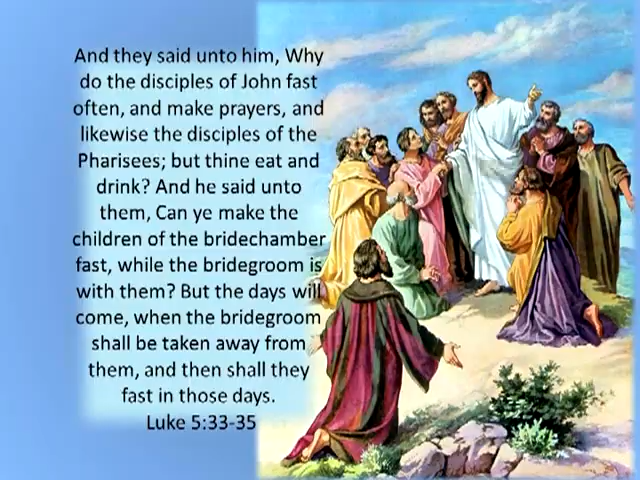 And they said unto him, Why
do the disciples of John fast
often, and make prayers, and
likewise the disciples of the
Pharisees; but thine eat and
drink? And he said unto
them, Can ye make the
children of the bridechamber
fast, while the bridegroom is
with them? But the days will
come, when the bridegroom
shall be taken away from
them, and then shall they
fast in those days.
Luke 5:33-35